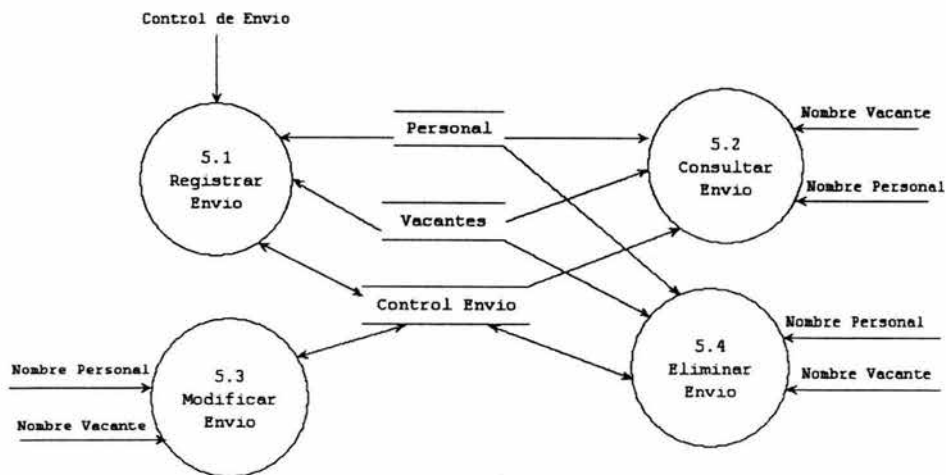 Control de Envio
5.1
Registrar
Envio
Personal
5.2
Consultar
Envio
Nombre Vacante
Nombre Personal
Vacantes
Control Envio
5.3
Modificar
Envio
Nombre Personal
Nombre Vacante
5.4
Eliminar
Envio
Nombre Personal
Nombre Vacante